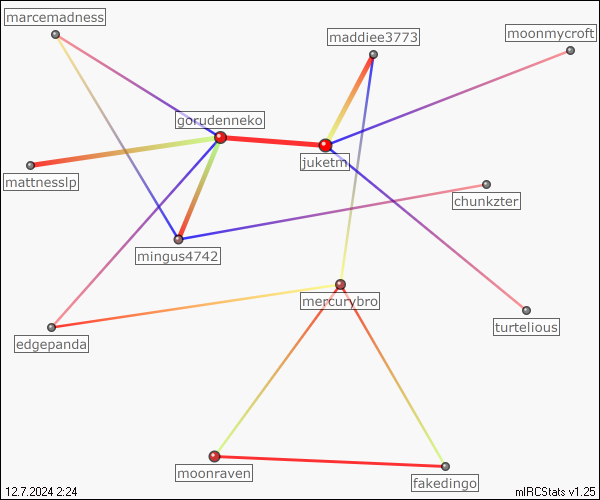 marcemadness
maddiee3773
moonmycroft
gorudenneko
juketm
mattnesslp
chunkzter
mingus4742
mercurybro
turtelious
edgepanda
moonraven
fakedingo
12.7.2024 2:24
mIRCStats v1.25